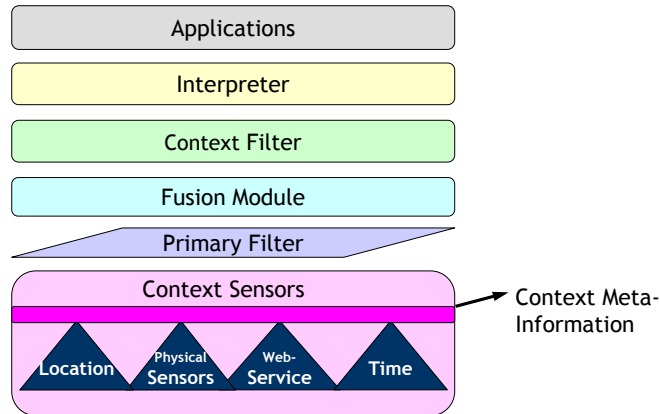 Applications
Interpreter
Context Filter
Fusion Module
Primary Filter
Context Sensors
Context Meta-
Information
Location
Physical
Sensors
Web-
Service
Time